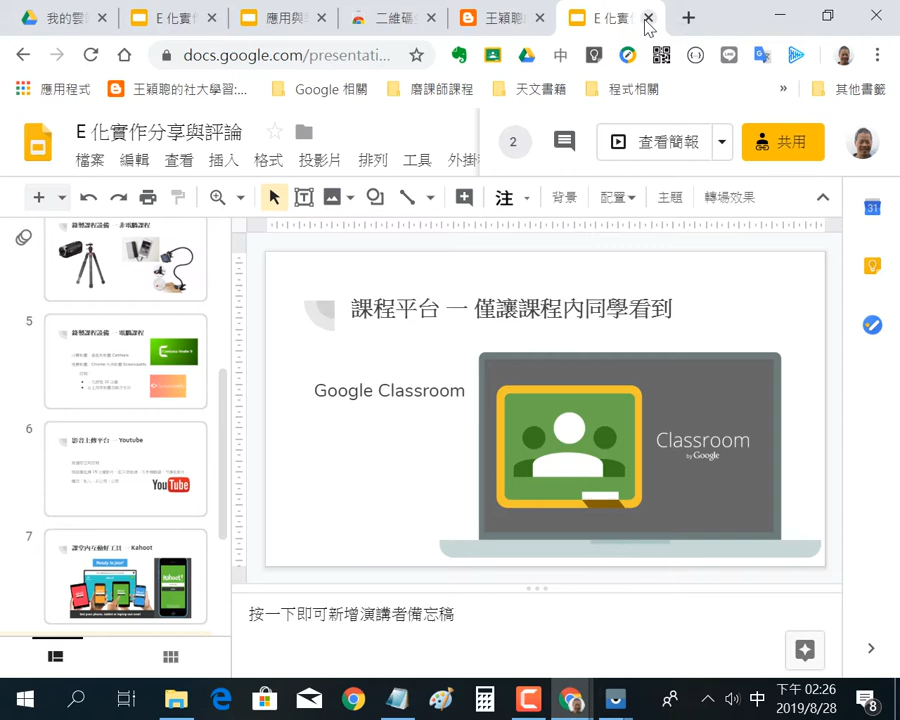 我的雲
E 化實
應用與
二維碼
王穎聰
E 化實
docs.google.com/presentati...
應用程式
王穎聰的社大學習:...
Google 相關
磨課師課程
天文書籍
程式相關
»
其他書籤
E 化實作分享與評論
檔案 編輯 查看 插入 格式 投影片 排列 工具 外掛
2
查看簡報
共用
注 背景 配置 主題 轉場效果
31
5
6
影音上傳平台 - Youtube
YouTube
7
課堂內互動好工具 - Kahoot
Ready to join?
Kahoot!
課程平台 一 僅讓課程內同學看到
Google Classroom
Classroom
by Google
按一下即可新增演講者備忘稿
中
下午 02:26
2019/8/28
8